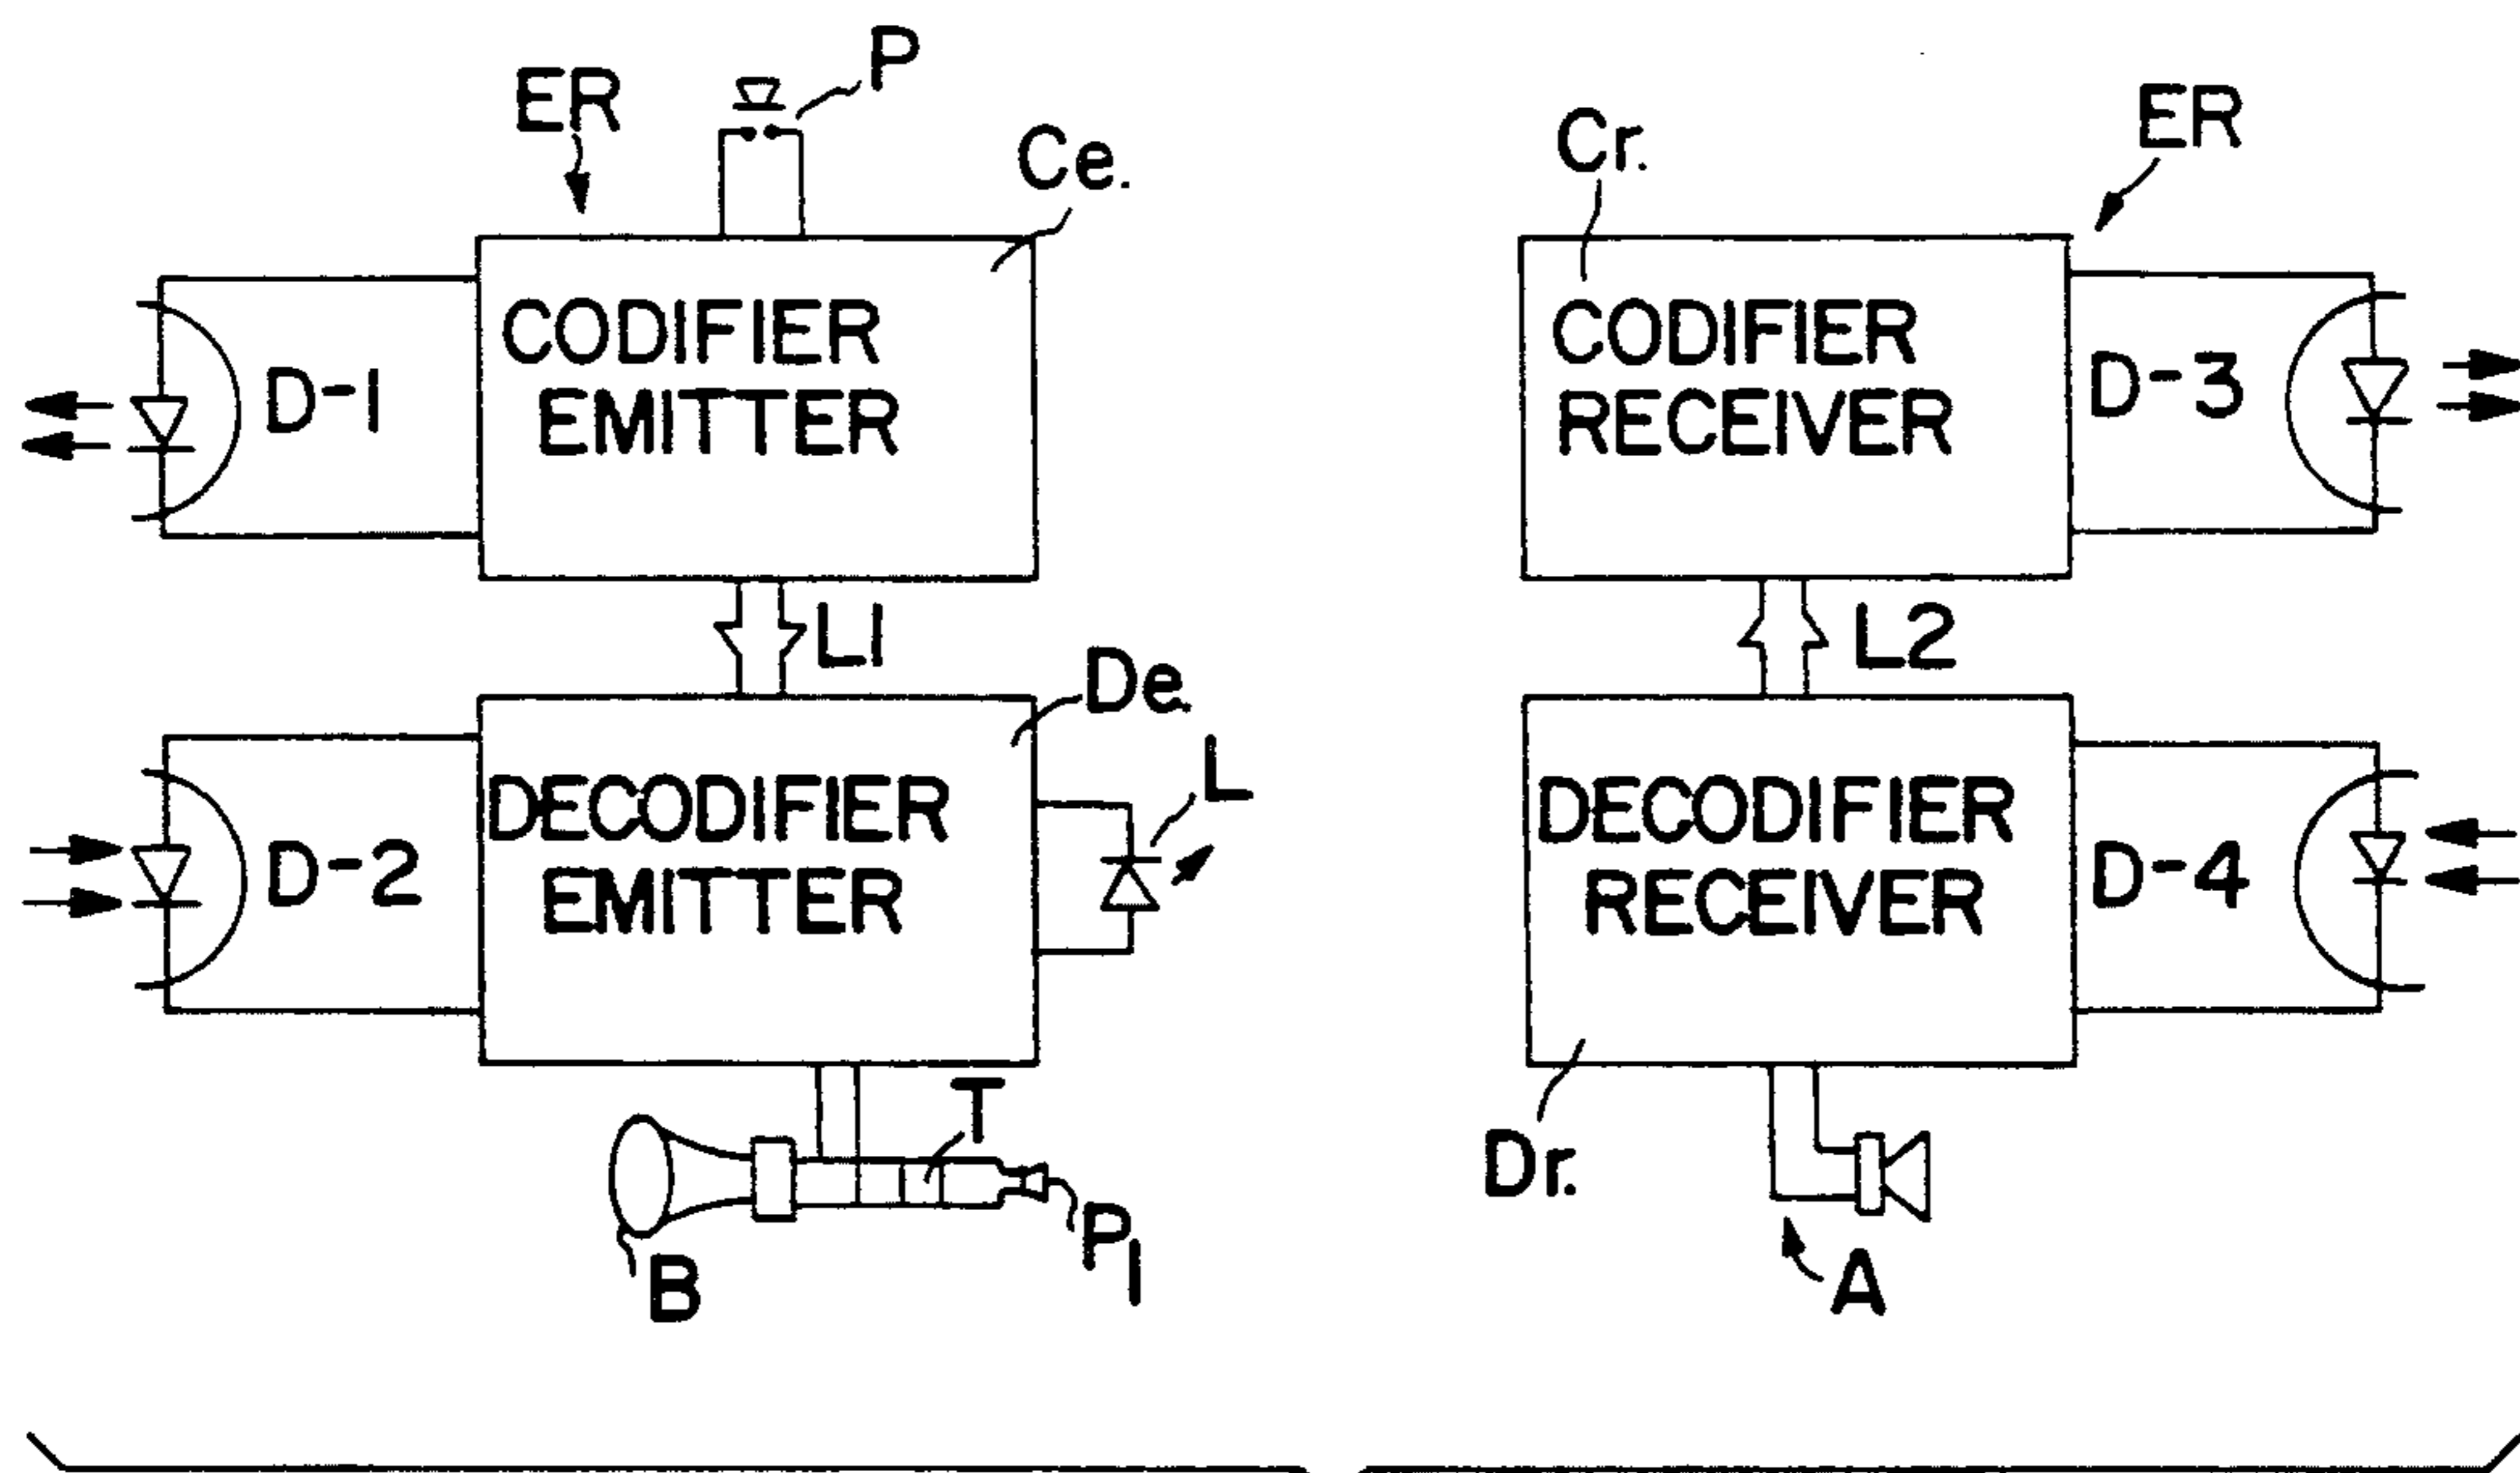 P
ER
Ce.
Cr.
ER
CODIFIER
EMITTER
D-1
CODIFIER
RECEIVER
D-3
L1
L2
De.
L
DECODIFIER
EMITTER
D-2
DECODIFIER
RECEIVER
D-4
T
B
P1
Dr.
A